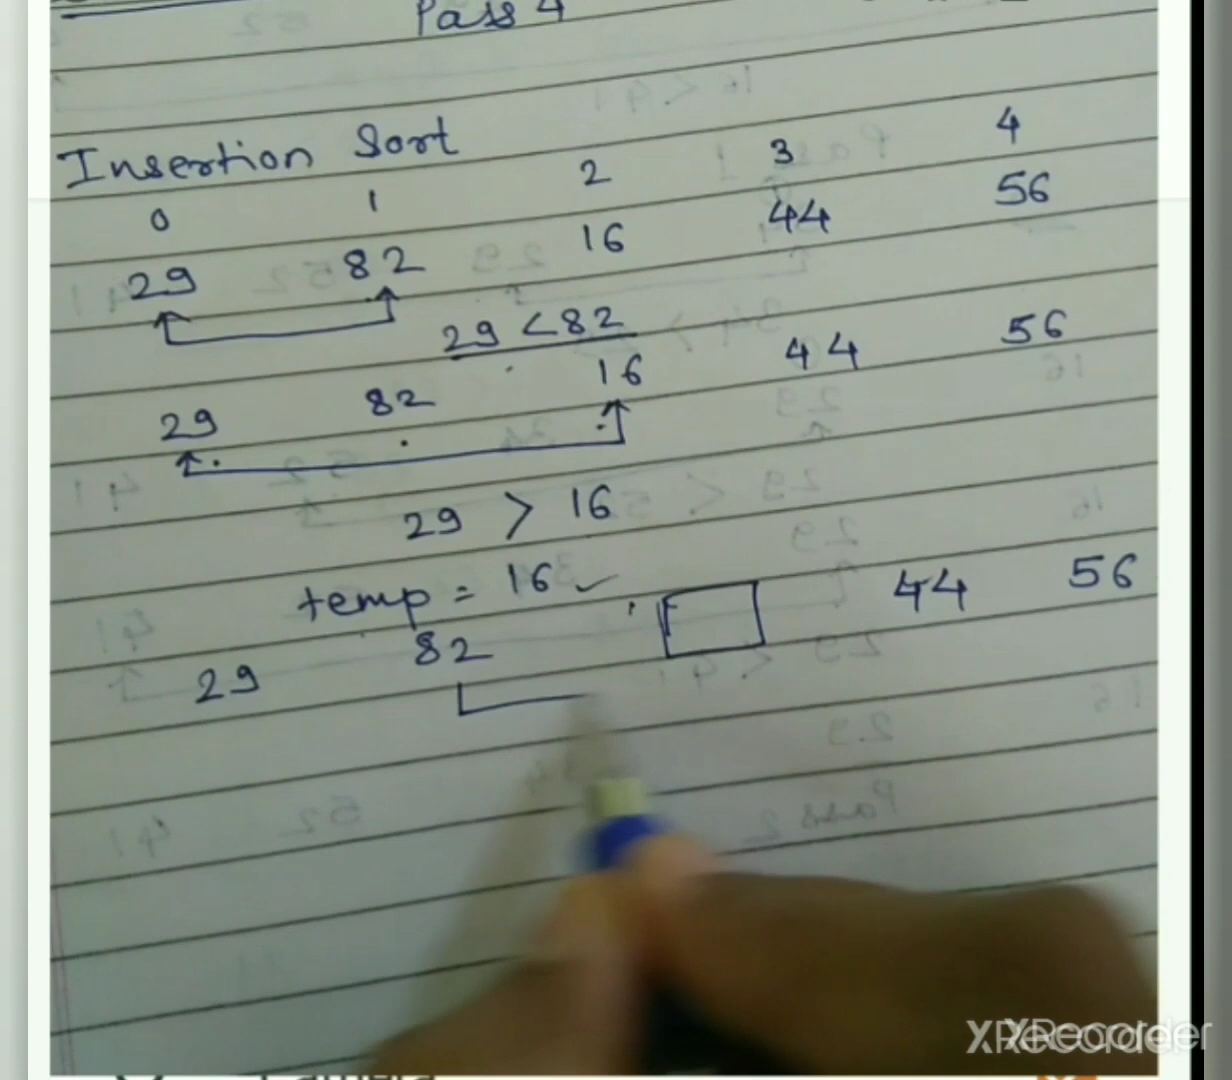 Pass 4
Insertion Sort
0 1 2 3 4
29 82 16 44 56
29 < 82
29 82 16 44 56
29 > 16
temp = 16 ✓
29 82 44 56
XRecorder